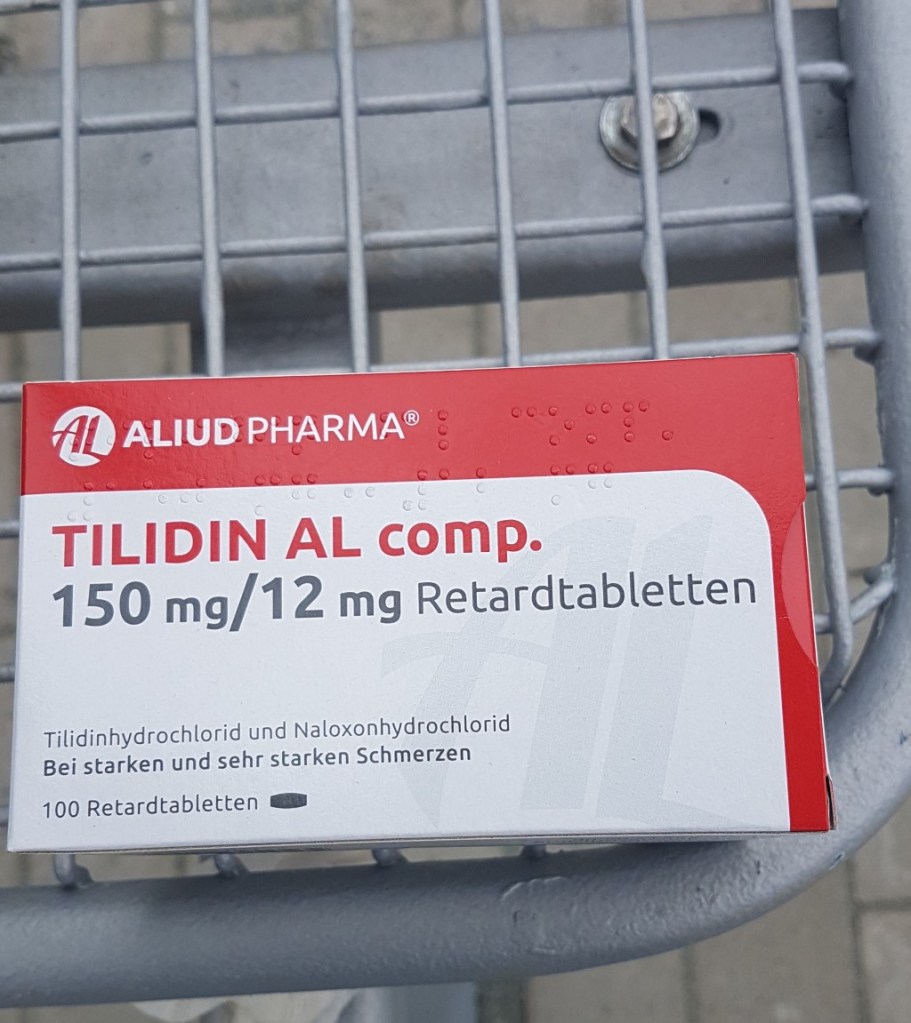 AL ALIUD PHARMA®
TILIDIN AL comp.
150 mg/12 mg Retardtabletten
Tilidinhydrochlorid und Naloxonhydrochlorid
Bei starken und sehr starken Schmerzen
100 Retardtabletten